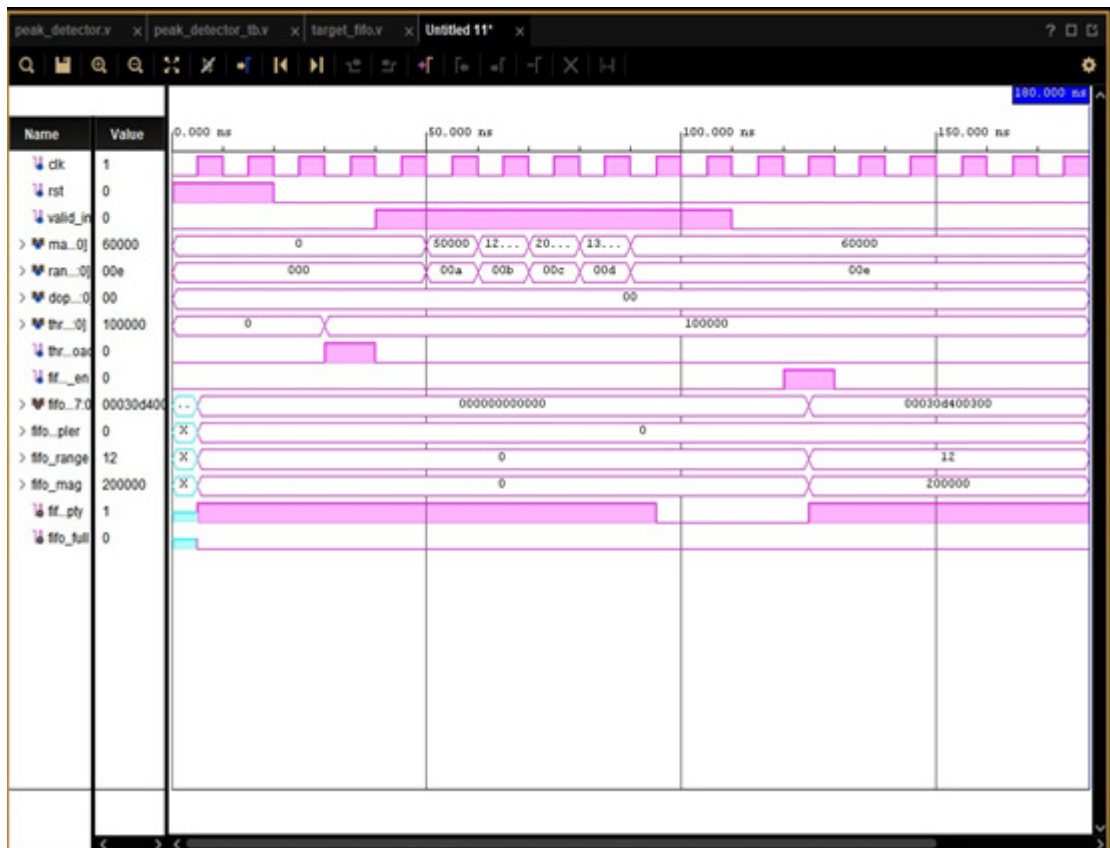 peak_detector.v x peak_detector_tb.v x target_fifo.v x Untitled 11* x ?
180.000 ns
Name Value 0.000 ns 50.000 ns 100.000 ns 150.000 ns
clk 1
rst 0
valid_in 0
> ma...0] 60000 0 50000 12... 20... 13... 60000
> ran...:0] 00e 000 00a 00b 00c 00d 00e
> dop...:0 00 00
> thr...:0] 100000 0 100000
thr...oad 0
fif..._en 0
> fifo...7:0 00030d400 .. 000000000000 00030d400300
> fifo...pler 0 X 0
> fifo_range 12 X 0 12
> fifo_mag 200000 X 0 200000
fif...pty 1
fifo_full 0